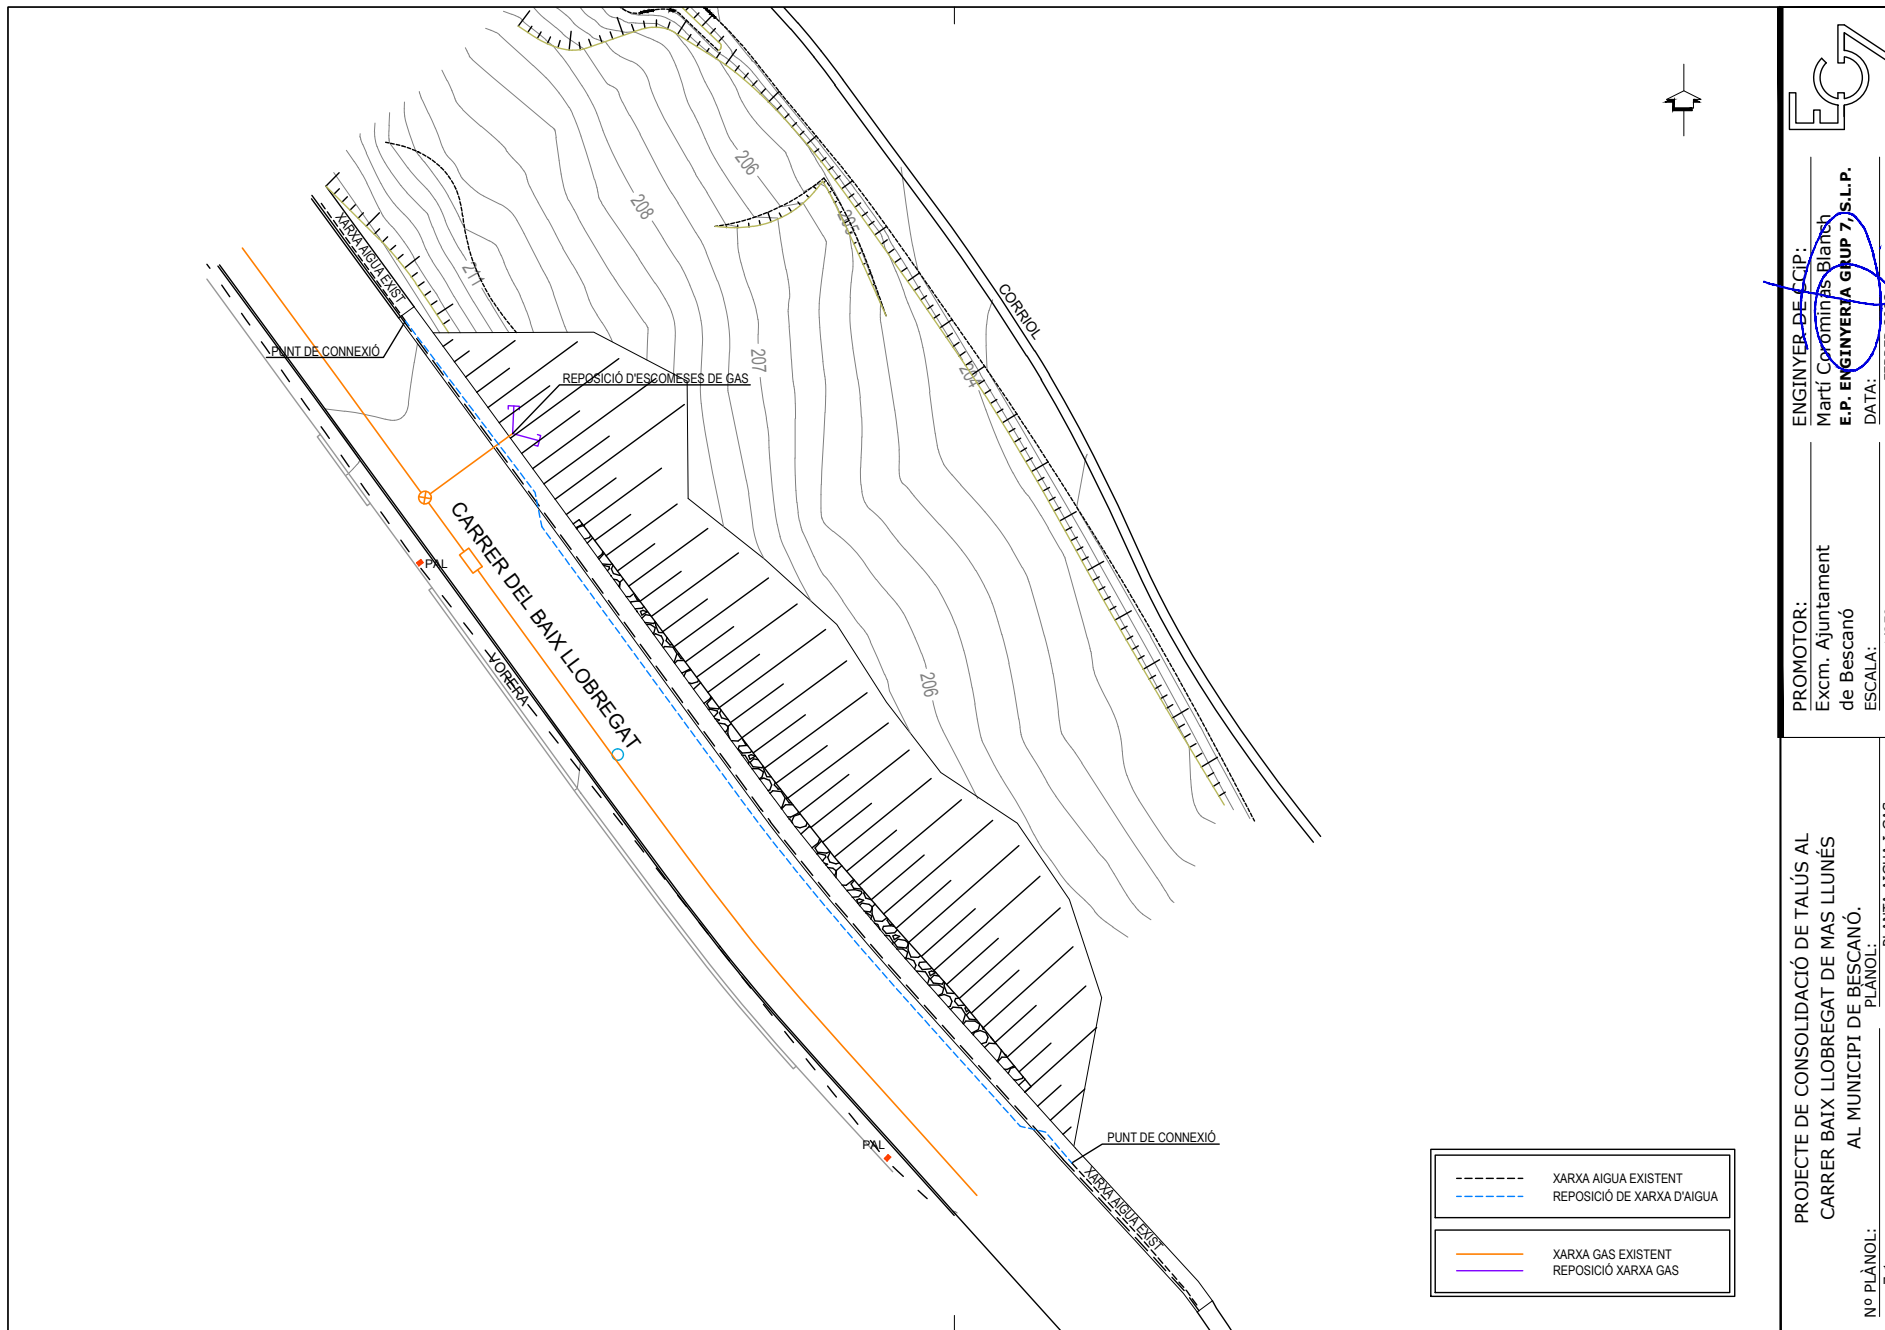 206
208
205
211
XARXA AIGUA EXIST
CORRIOL
PUNT DE CONNEXIÓ
207
204
REPOSICIÓ D'ESCOMESES DE GAS
CARRER DEL BAIX LLOBREGAT
PAL
VORERA
206
PAL
PUNT DE CONNEXIÓ
XARXA AIGUA EXIST
XARXA AIGUA EXISTENT
REPOSICIÓ DE XARXA D'AIGUA
XARXA GAS EXISTENT
REPOSICIÓ XARXA GAS
EG7
ENGINYER DE CCiP:
Martí Corominas Blanch
E.P. ENGINYERIA GRUP 7, S.L.P.
DATA:
PROMOTOR:
Excm. Ajuntament
de Bescanó
ESCALA:
PROJECTE DE CONSOLIDACIÓ DE TALÚS AL
CARRER BAIX LLOBREGAT DE MAS LLUNÉS
AL MUNICIPI DE BESCANÓ.
PLÀNOL:
PLANTA AIGUA I GAS
Nº PLÀNOL: